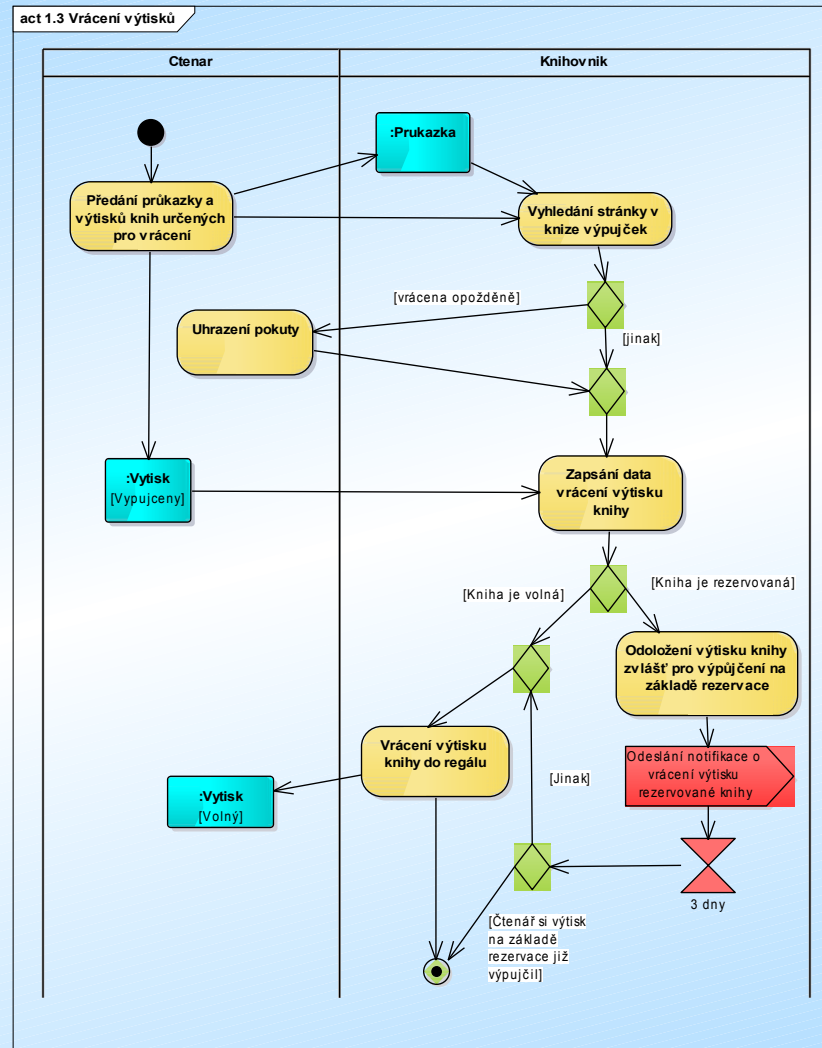 act 1.3 Vrácení výtisků
Ctenar
Knihovnik
:Prukazka
Předání průkazky a
výtisků knih určených
pro vrácení
Vyhledání stránky v
knize výpujček
[vrácena opožděně]
Uhrazení pokuty
[jinak]
:Vytisk
[Vypujceny]
Zapsání data
vrácení výtisku
knihy
[Kniha je volná]
[Kniha je rezervovaná]
Odoložení výtisku knihy
zvlášť pro výpůjčení na
základě rezervace
Vrácení výtisku
knihy do regálu
[Jinak]
Odeslání notifikace o
vrácení výtisku
rezervované knihy
:Vytisk
[Volný]
3 dny
[Čtenář si výtisk
na základě
rezervace již
výpujčil]